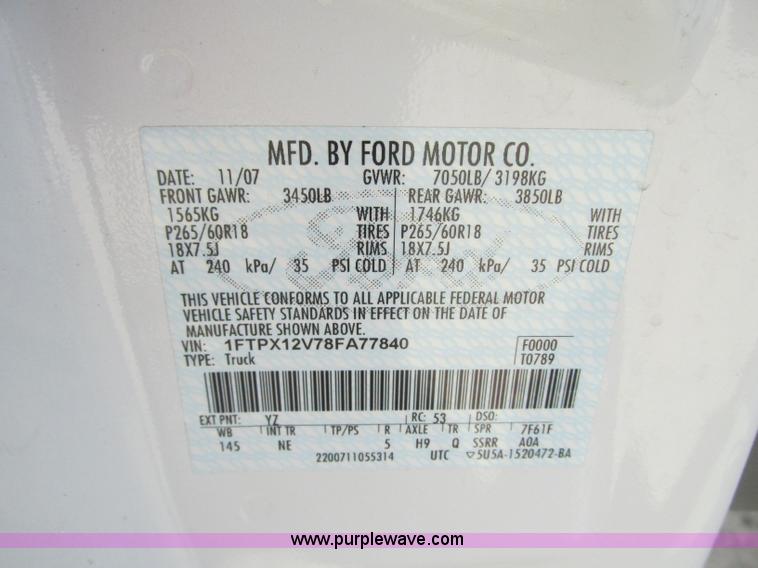 MFD. BY FORD MOTOR CO.
DATE: 11/07 GVWR: 7050LB/ 3198KG
FRONT GAWR: 3450LB REAR GAWR: 3850LB
1565KG WITH 1746KG WITH
P265/60R18 TIRES P265/60R18 TIRES
18X7.5J RIMS 18X7.5J RIMS
AT 240 kPa/ 35 PSI COLD AT 240 kPa/ 35 PSI COLD
THIS VEHICLE CONFORMS TO ALL APPLICABLE FEDERAL MOTOR
VEHICLE SAFETY STANDARDS IN EFFECT ON THE DATE OF
MANUFACTURE SHOWN ABOVE.
VIN: 1FTPX12V78FA77840 F0000
TYPE: Truck T0789
EXT PNT: YZ RC: 53 DSO:
WB INT TR TP/PS R AXLE TR SPR 7F61F
145 NE 5 H9 Q SSRR A0A
2200711055314 UTC ▽5U5A-1520472-BA
www.purplewave.com